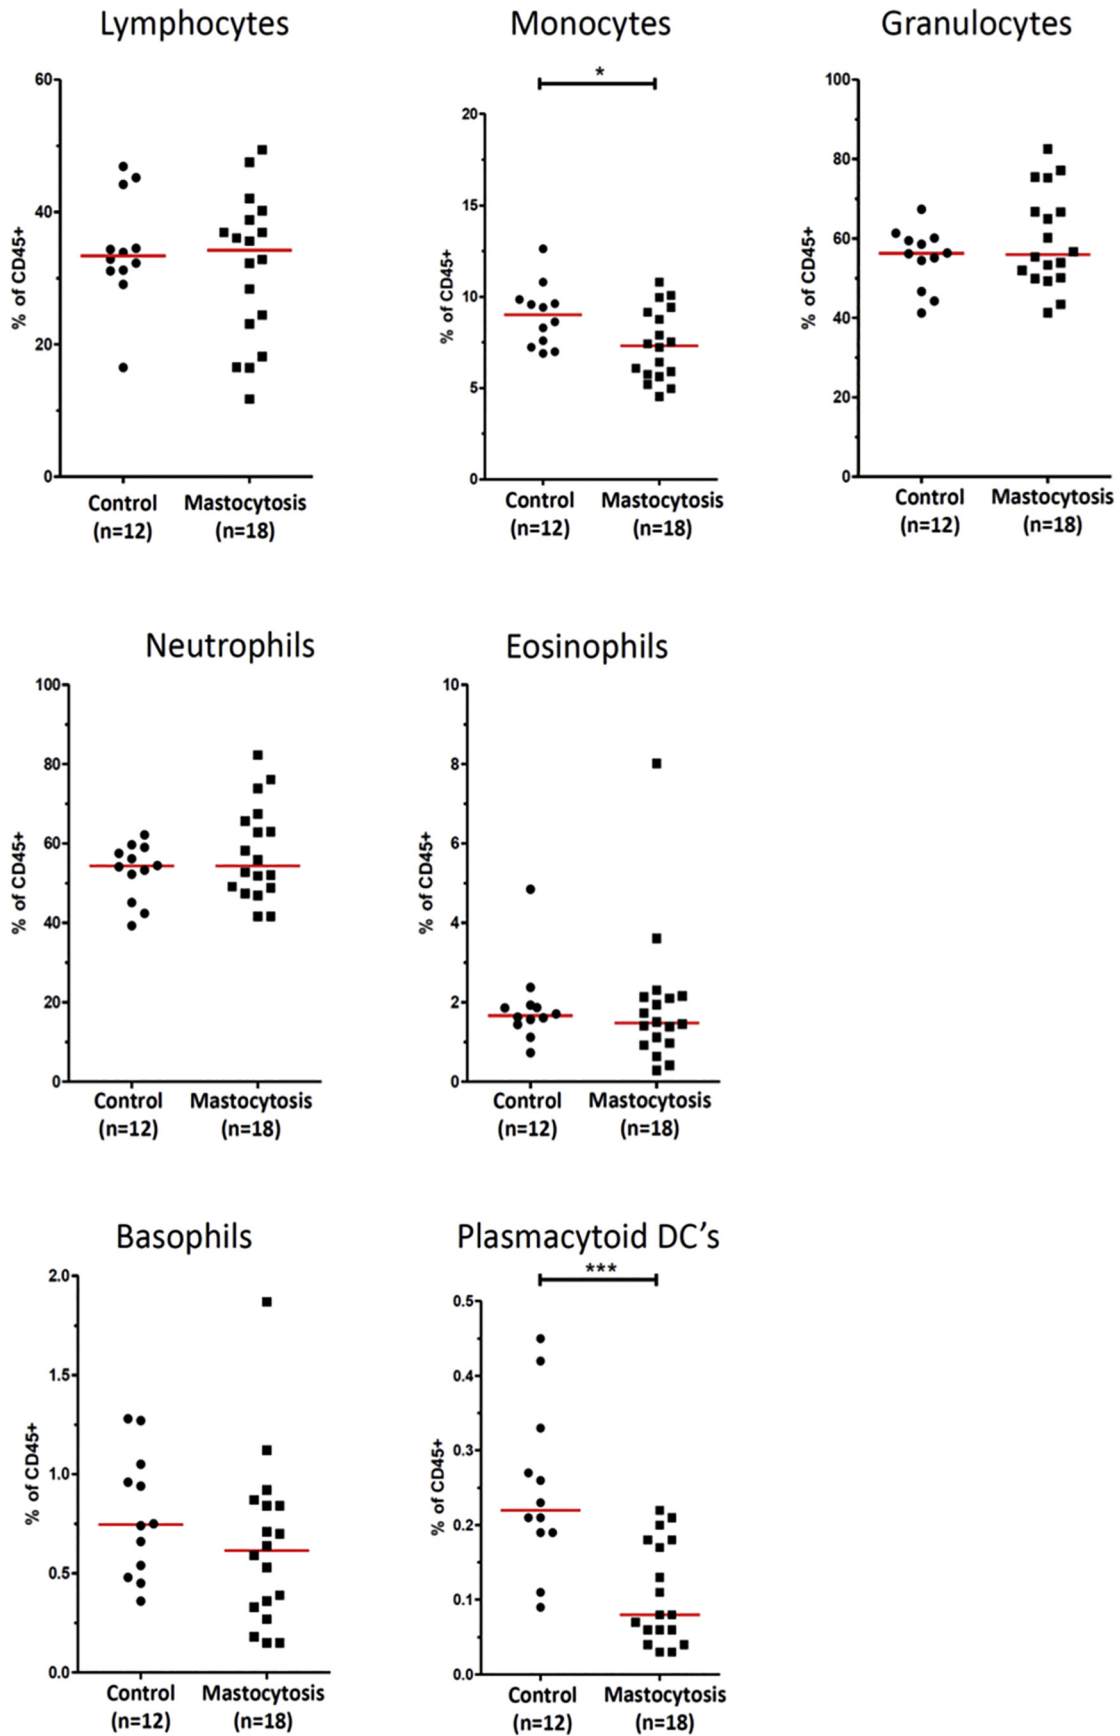 Lymphocytes
60
40
20
0
% of CD45+
Control
(n=12)
Mastocytosis
(n=18)
Monocytes
*
20
15
10
5
0
% of CD45+
Control
(n=12)
Mastocytosis
(n=18)
Granulocytes
100
80
60
40
20
0
% of CD45+
Control
(n=12)
Mastocytosis
(n=18)
Neutrophils
100
80
60
40
20
0
% of CD45+
Control
(n=12)
Mastocytosis
(n=18)
Eosinophils
10
8
6
4
2
0
% of CD45+
Control
(n=12)
Mastocytosis
(n=18)
Basophils
2.0
1.5
1.0
0.5
0.0
% of CD45+
Control
(n=12)
Mastocytosis
(n=18)
Plasmacytoid DC’s
***
0.5
0.4
0.3
0.2
0.1
0.0
% of CD45+
Control
(n=12)
Mastocytosis
(n=18)